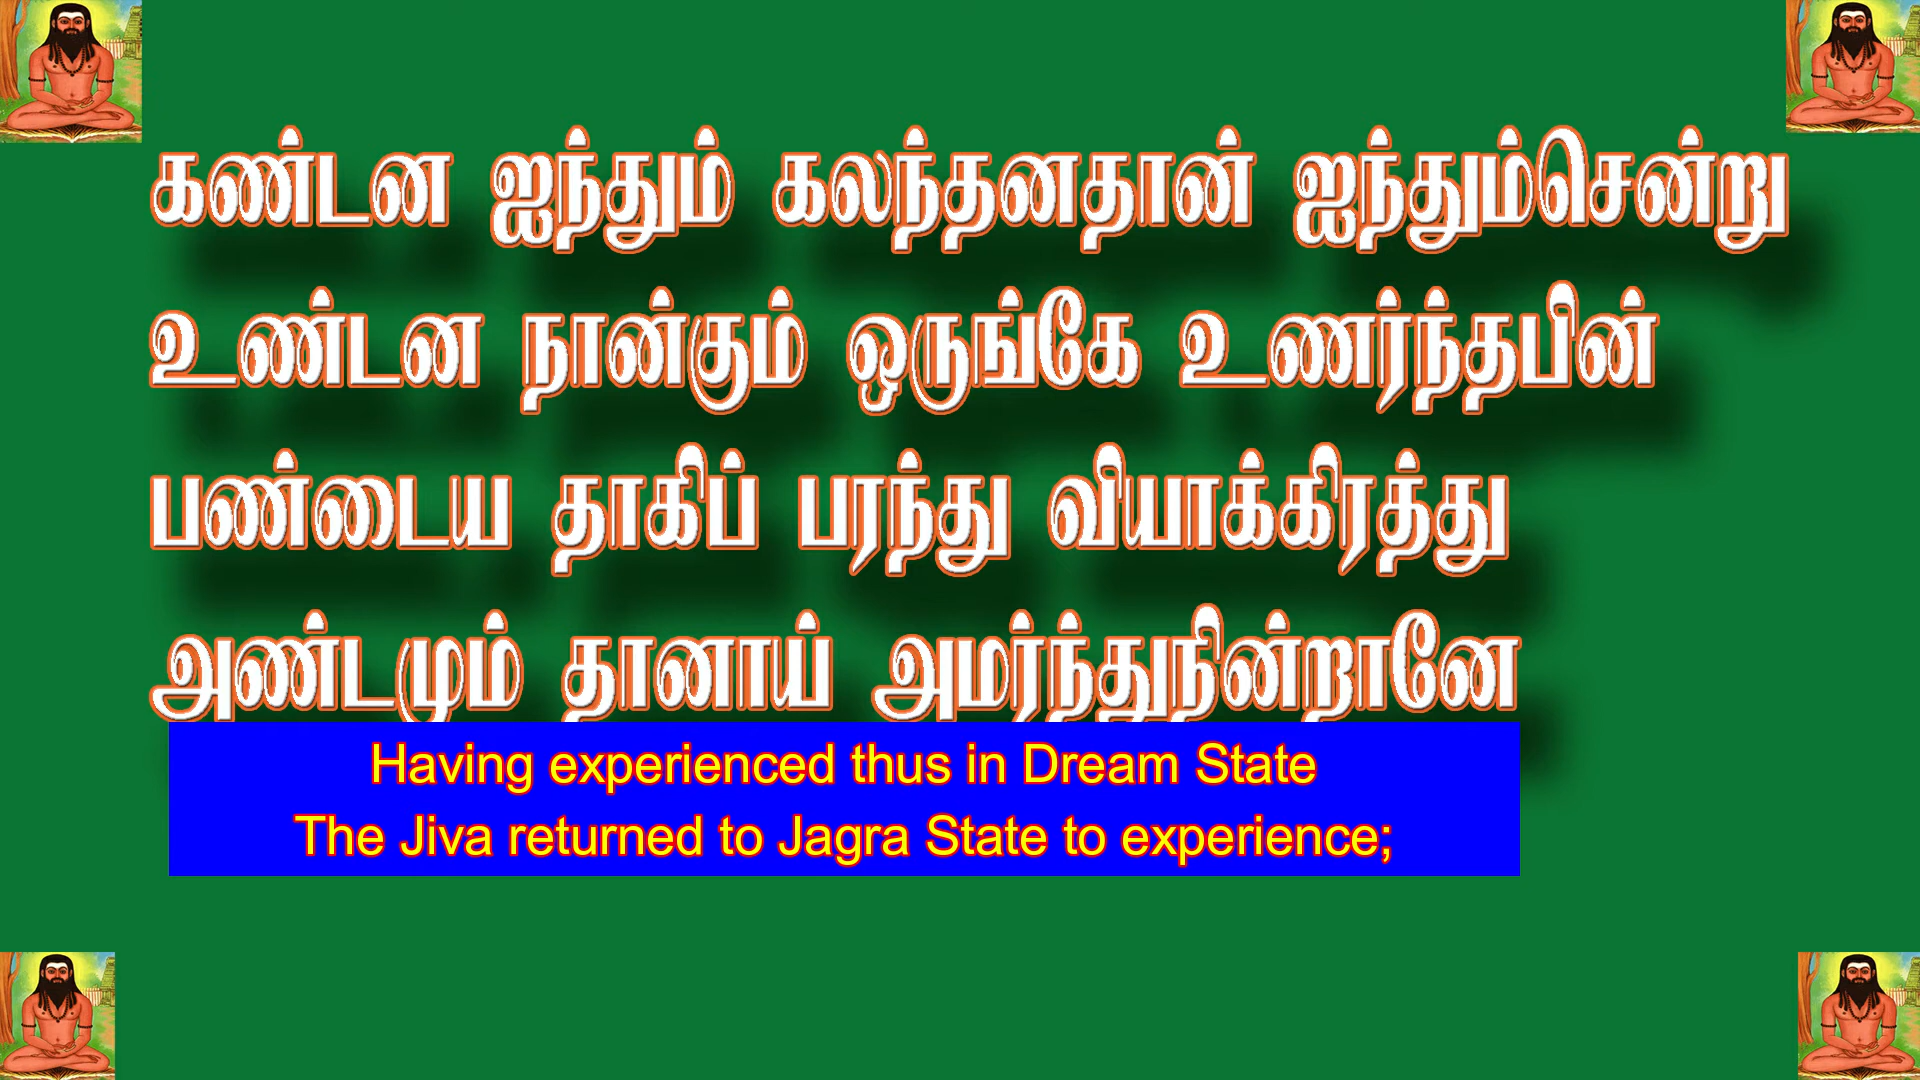 கண்டன ஐந்தும் கலந்தனதான் ஐந்தும்சென்று
உண்டன நான்கும் ஒருங்கே உணர்ந்தபின்
பண்டைய தாகிப் பரந்து வியாக்கிரத்து
அண்டமும் தானாய் அமர்ந்துநின்றானே
Having experienced thus in Dream State
The Jiva returned to Jagra State to experience;